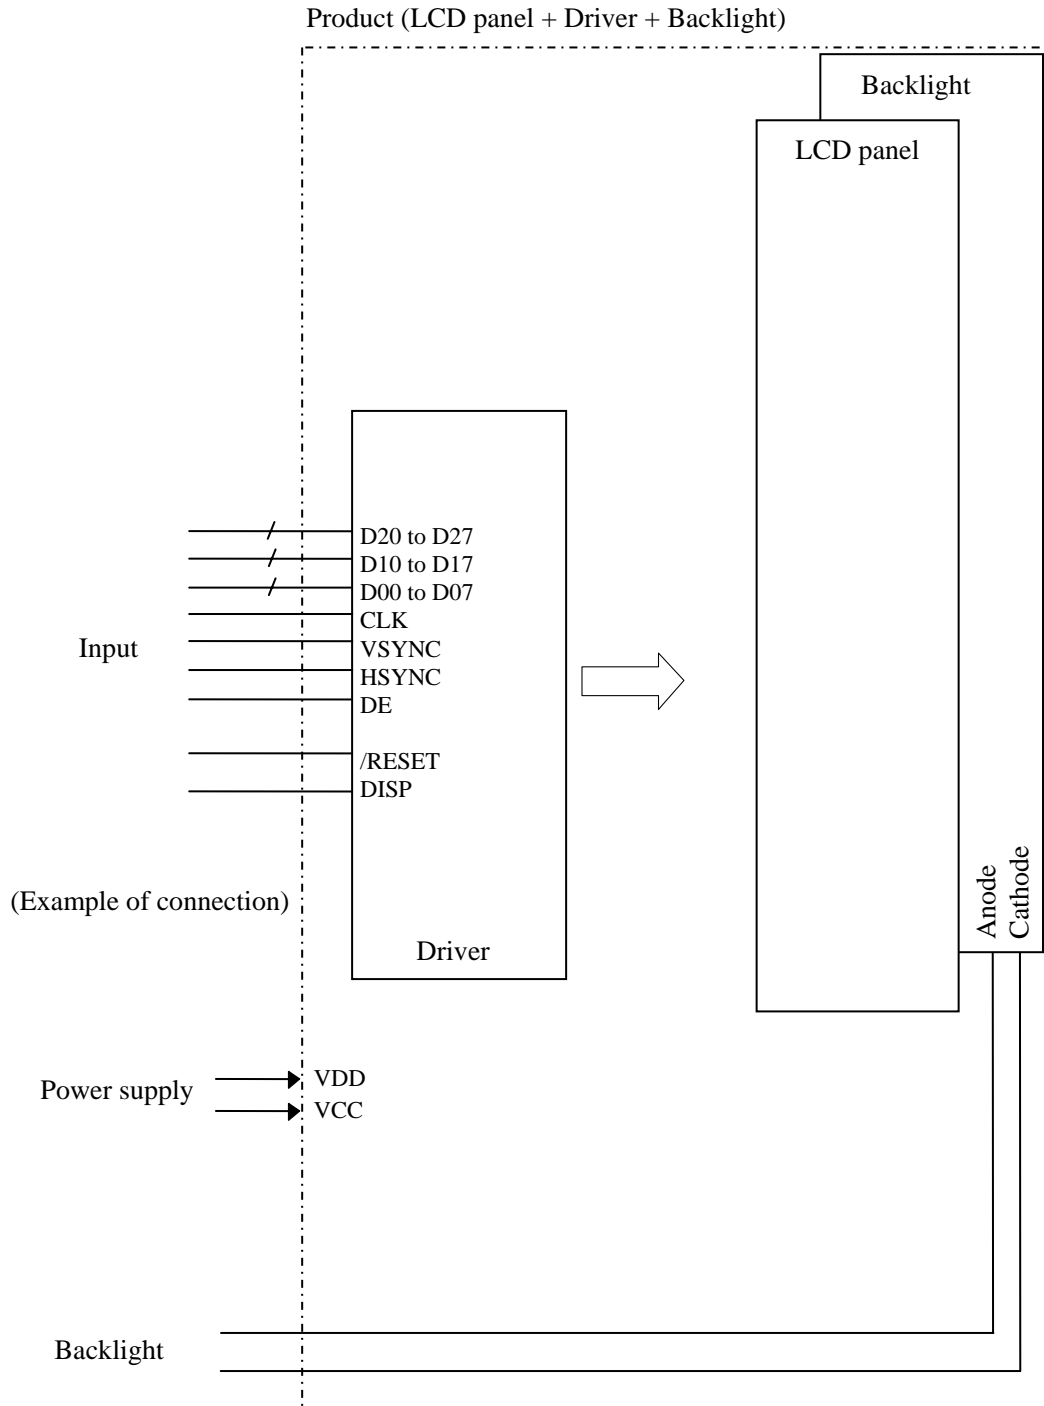 Product (LCD panel + Driver + Backlight)
Backlight
LCD panel
D20 to D27
D10 to D17
D00 to D07
CLK
Input
VSYNC
HSYNC
DE
/RESET
DISP
(Example of connection)
Driver
Anode
Cathode
Power supply
VDD
VCC
Backlight